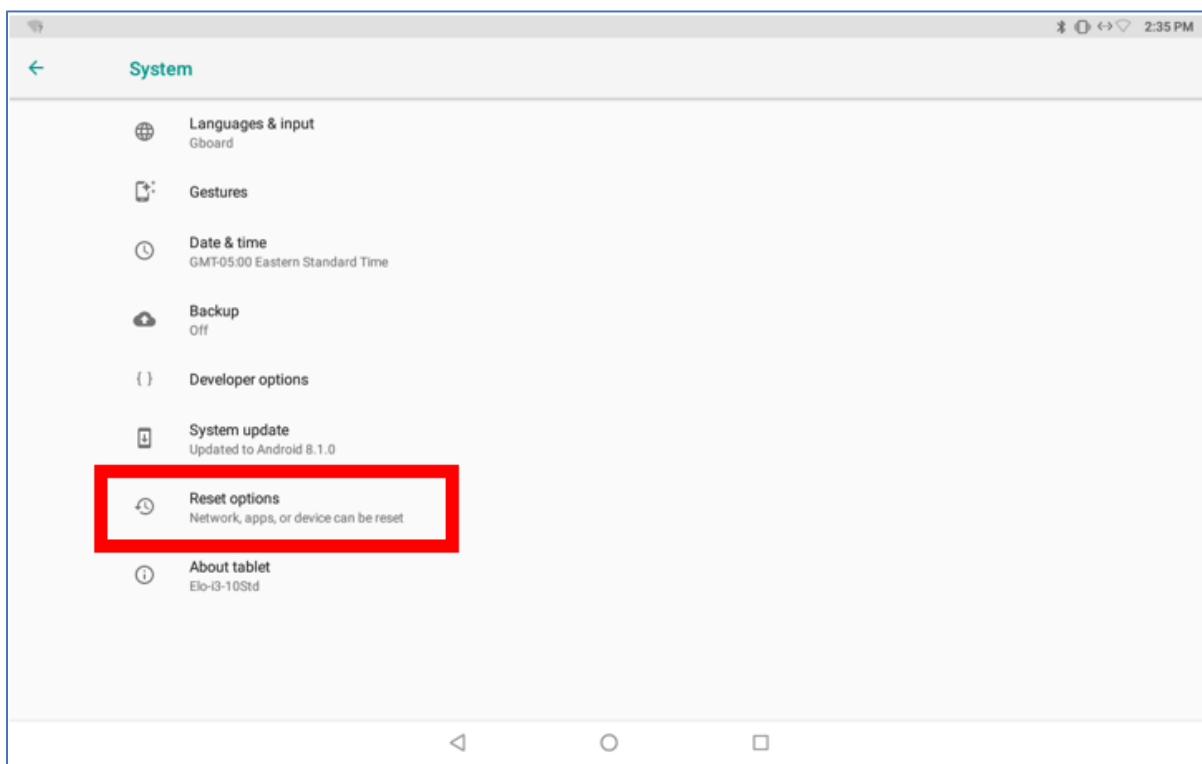 2:35 PM
System
Languages & input
Gboard
Gestures
Date & time
GMT-05:00 Eastern Standard Time
Backup
Off
{ }
Developer options
System update
Updated to Android 8.1.0
Reset options
Network, apps, or device can be reset
About tablet
Elo-i3-10Std